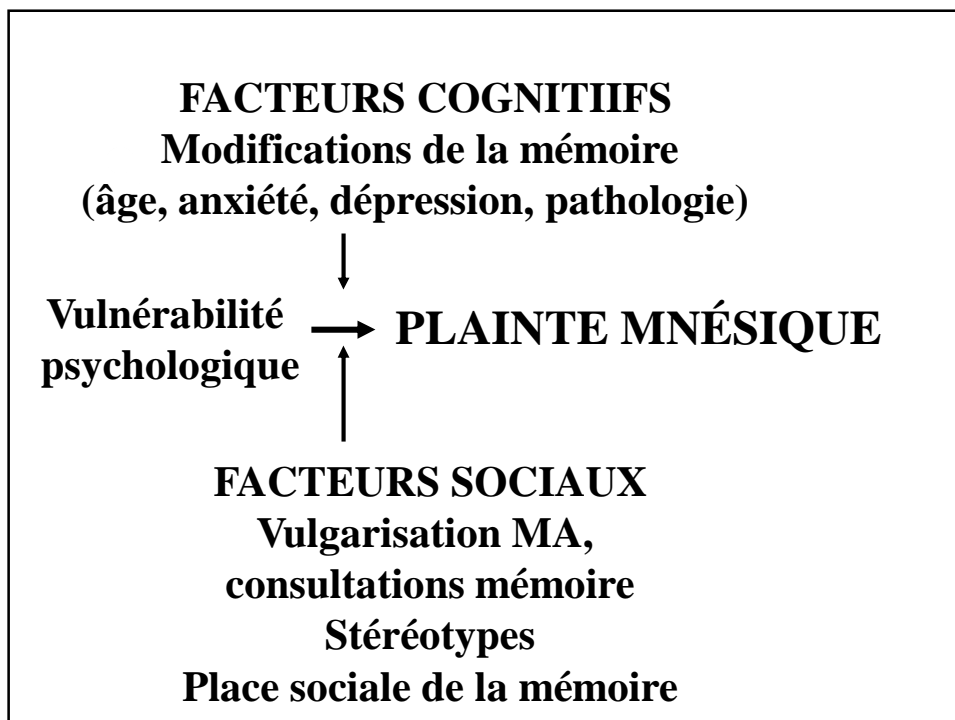 FACTEURS COGNITIIFS
Modifications de la mémoire
(âge, anxiété, dépression, pathologie)
Vulnérabilité
psychologique
PLAINTE MNÉSIQUE
FACTEURS SOCIAUX
Vulgarisation MA,
consultations mémoire
Stéréotypes
Place sociale de la mémoire